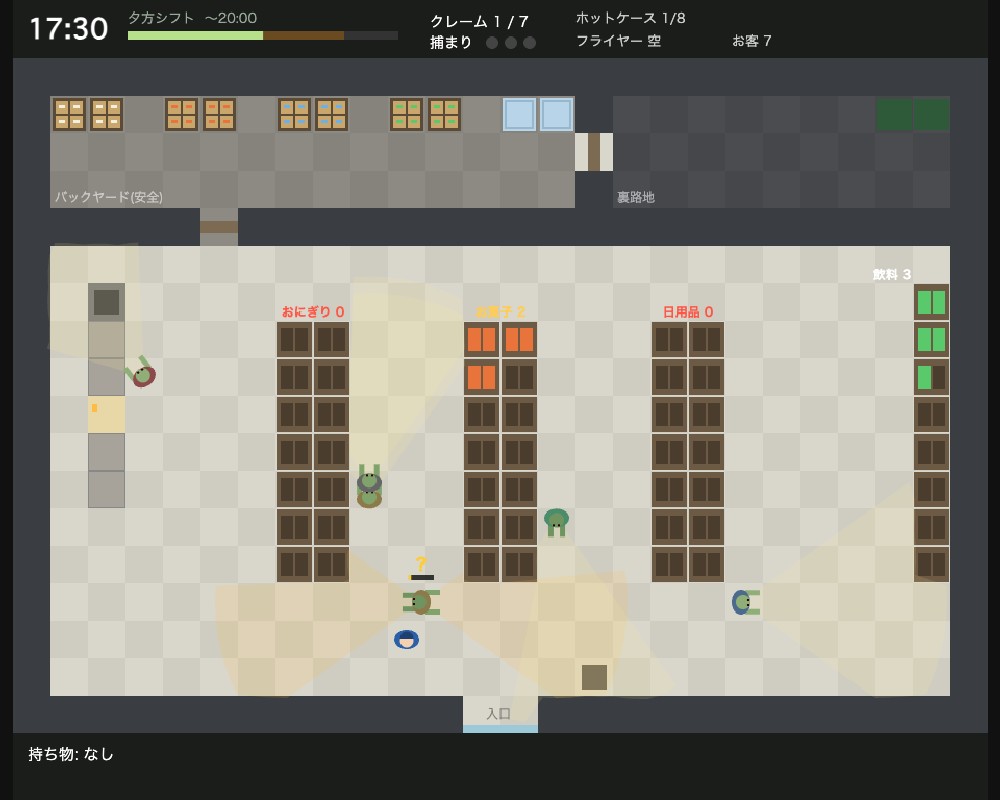 17:30
夕方シフト ～20:00
クレーム 1 / 7
捕まり
ホットケース 1/8
フライヤー 空
お客 7
バックヤード(安全)
裏路地
飲料 3
おにぎり 0
お菓子 2
日用品 0
?
入口
持ち物: なし